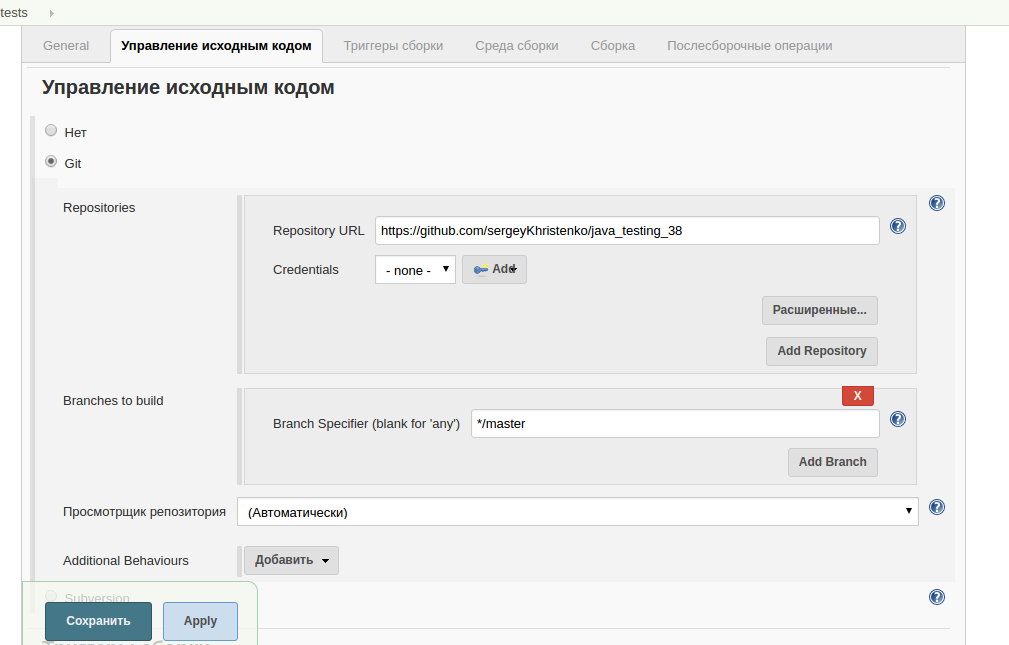 tests
General Управление исходным кодом Триггеры сборки Среда сборки Сборка Послесборочные операции
Управление исходным кодом
Нет
Git
Repositories
Repository URL https://github.com/sergeyKhristenko/java_testing_38
Credentials - none - Add
Расширенные...
Add Repository
Branches to build
X
Branch Specifier (blank for 'any') */master
Add Branch
Просмотрщик репозитория (Автоматически)
Additional Behaviours Добавить
Subversion
Сохранить Apply